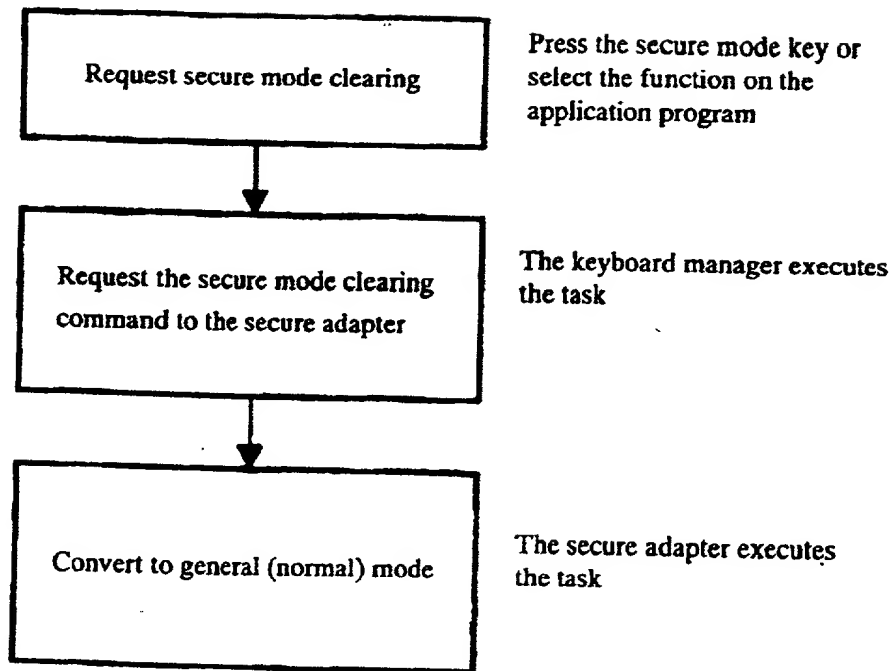 Request secure mode clearing
Press the secure mode key or
select the function on the
application program
Request the secure mode clearing
command to the secure adapter
The keyboard manager executes
the task
Convert to general (normal) mode
The secure adapter executes
the task